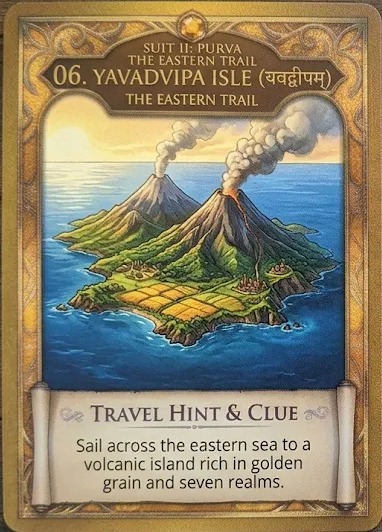 SUIT II: PURVA
THE EASTERN TRAIL
06. YAVADVIPA ISLE (यवद्वीपम्)
THE EASTERN TRAIL
TRAVEL HINT & CLUE
Sail across the eastern sea to a
volcanic island rich in golden
grain and seven realms.